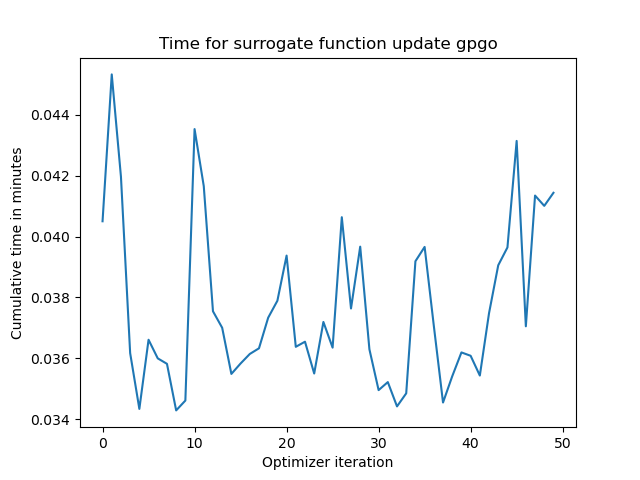 Time for surrogate function update gpgo
Cumulative time in minutes
0.044
0.042
0.040
0.038
0.036
0.034
0 10 20 30 40 50
Optimizer iteration